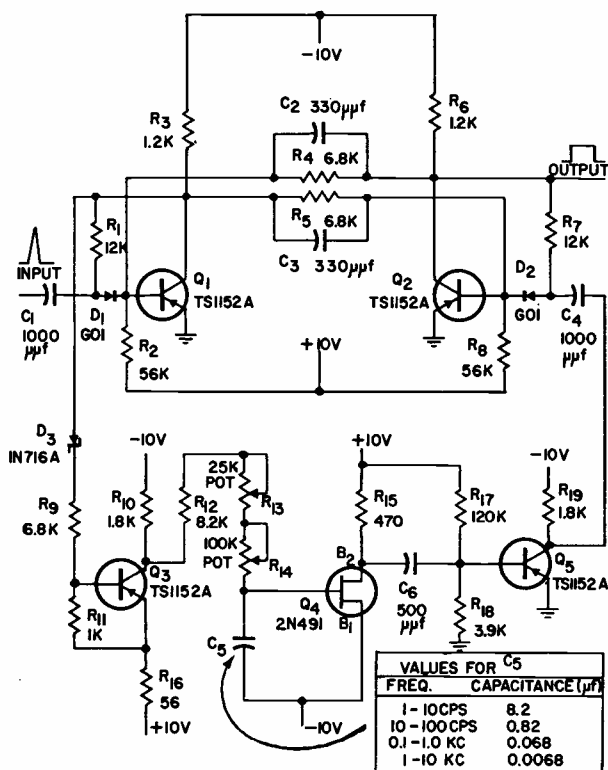 -10V
R3
1.2K
C2 330μμf
R4 6.8K
R5 6.8K
C3 330μμf
R6
1.2K
OUTPUT
R1
12K
INPUT
C1
1000
μμf
D1
G01
Q1
TS1152A
R2
56K
+10V
Q2
TS1152A
R7
12K
D2
G01
C4
1000
μμf
R8
56K
D3
1N716A
R9
6.8K
-10V
R10
1.8K
R12
8.2K
25K
POT
R13
100K
POT
R14
Q3
TS1152A
R11
1K
R16
56
+10V
C5
+10V
R15
470
B2
Q4
2N491
B1
-10V
C6
500
μμf
R17
120K
R18
3.9K
-10V
R19
1.8K
Q5
TS1152A
VALUES FOR C5
FREQ. CAPACITANCE (μf)
1-10CPS 8.2
10-100CPS 0.82
0.1-1.0 KC 0.068
1-10 KC 0.0068